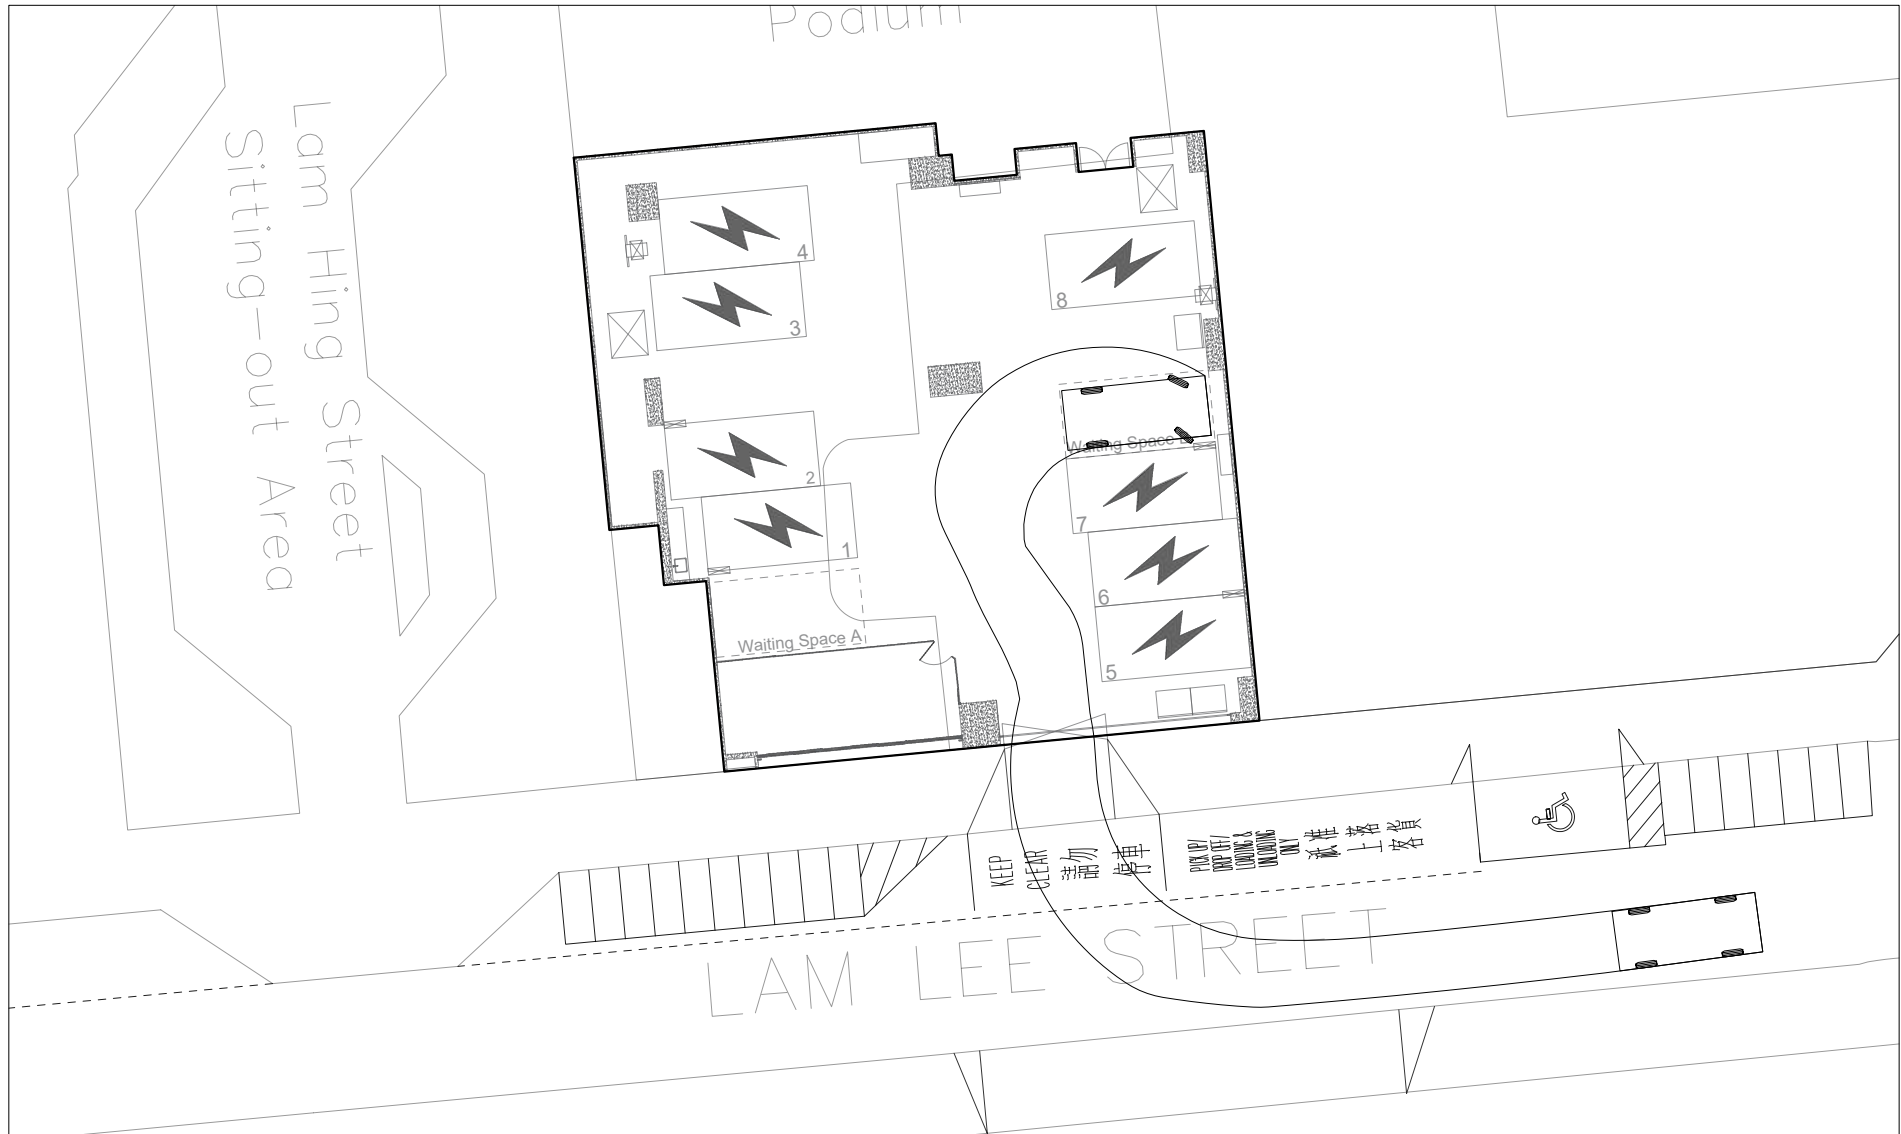 Podium
Lam Hing Street
Sitting-out Area
4
3
8
2
1
7
6
5
Waiting Space
Waiting Space A
KEEP
CLEAR
請勿
停車
PICK UP/
DROP OFF/
LOADING &
UNLOADING
ONLY
祇准
上落
客貨
LAM LEE STREET